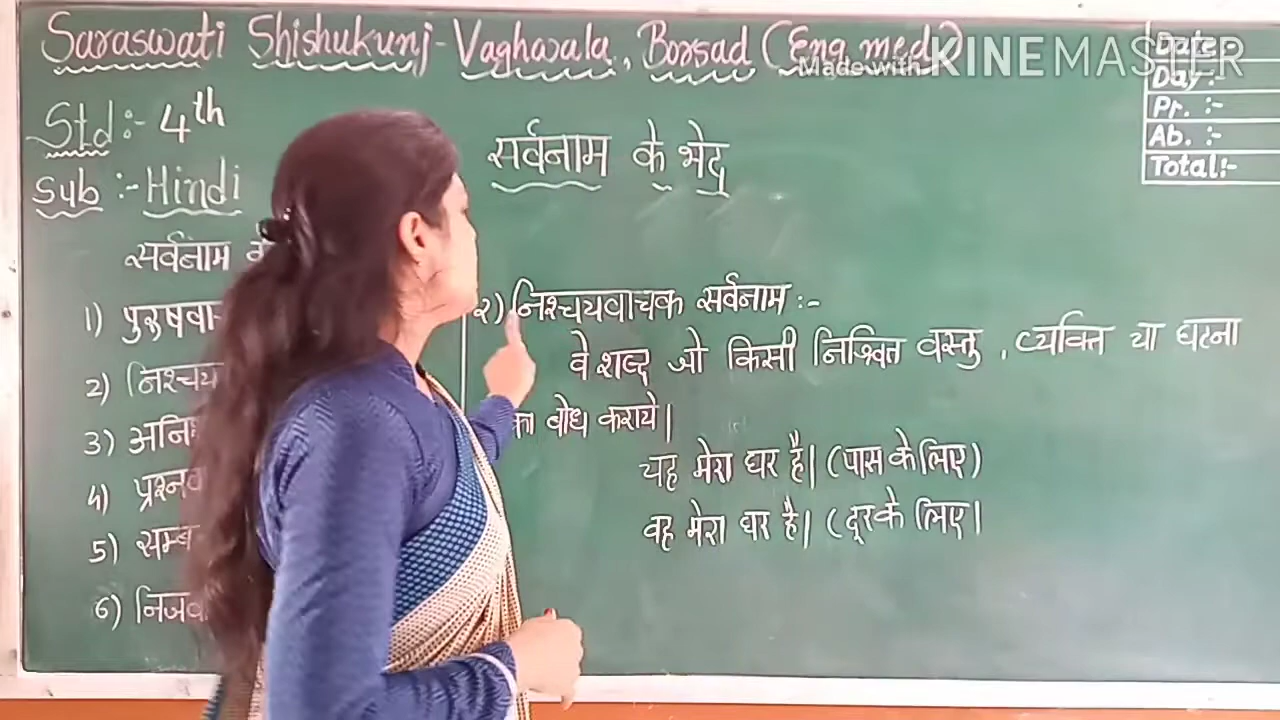 Saraswati Shishukunj - Vaghwala, Borsad (Eng. med.)
Made with KINEMASTER
Date:-
Day:-
Pr. :-
Ab. :-
Total:-
Std :- 4th
Sub :- Hindi
सर्वनाम के भेद
सर्वनाम
1) पुरुषवा
2) निश्चय
3) अनि
4) प्रश्नव
5) सम्ब
6) निजव
२) निश्चयवाचक सर्वनाम :-
वे शब्द जो किसी निश्चित वस्तु , व्यक्ति या घटना
का बोध कराये|
यह मेरा घर है| (पास के लिए)
वह मेरा घर है| (दूर के लिए|